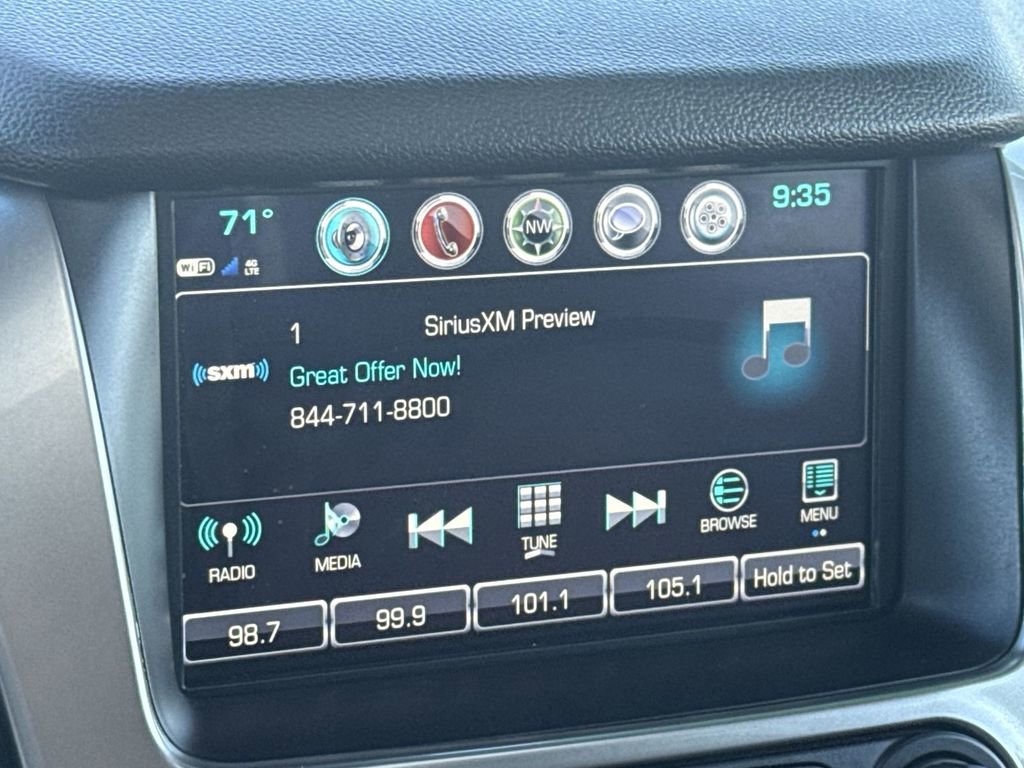 71° 9:35
NW
WiFi 4G
LTE
1 SiriusXM Preview
sxm
Great Offer Now!
844-711-8800
RADIO MEDIA TUNE BROWSE MENU
98.7 99.9 101.1 105.1 Hold to Set